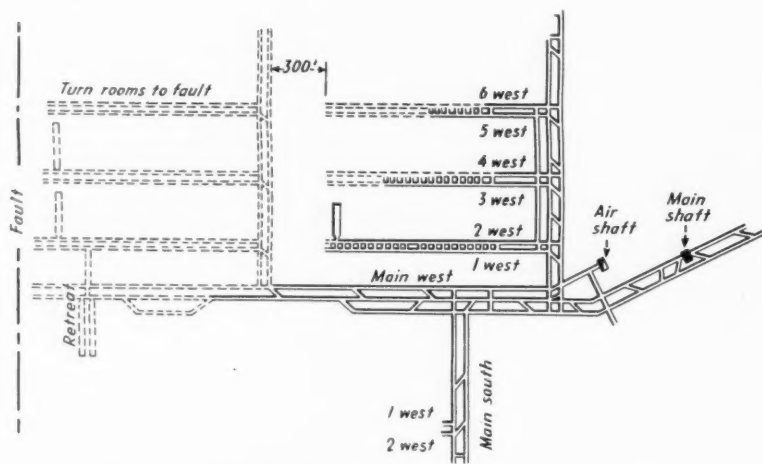 300'
Turn rooms to fault
6 west
5 west
4 west
3 west
2 west
1 west
Air
shaft
Main
shaft
Main west
Fault
Retreat
Main south
1 west
2 west